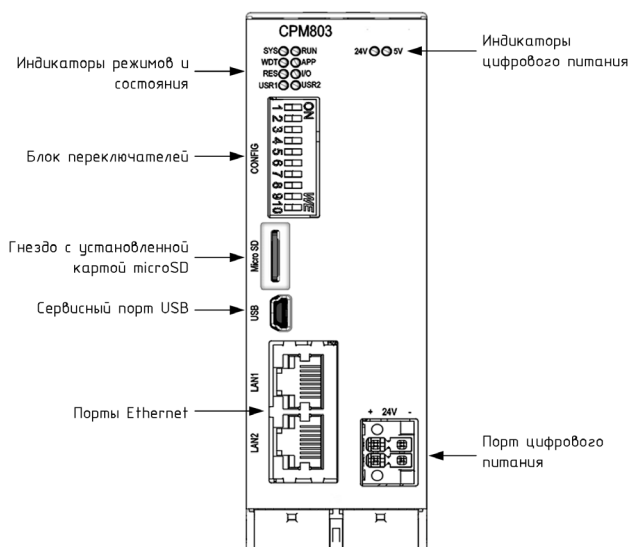 CPM803
SYS RUN
WDT APP
RES I/O
USR1 USR2
24V 5V
Индикаторы
цифрового питания
Индикаторы режимов и
состояния
Блок переключателей
CONFIG
ON
1 2 3 4 5 6 7 8 9 10
WE
Гнездо с установленной
картой microSD
Micro SD
Сервисный порт USB
USB
Порты Ethernet
LAN1
LAN2
+ 24V -
Порт цифрового
питания